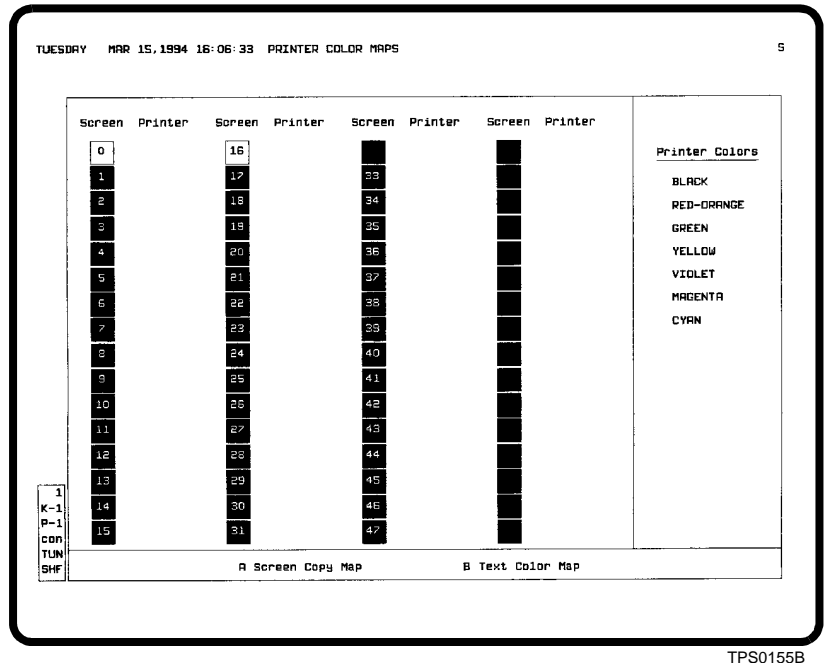 TUESDAY MAR 15,1994 16:06:33 PRINTER COLOR MAPS S
Screen Printer Screen Printer Screen Printer Screen Printer
0 16
1 17 33
2 18 34
3 19 35
4 20 36
5 21 37
6 22 38
7 23 39
8 24 40
9 25 41
10 26 42
11 27 43
12 28 44
13 29 45
14 30 46
15 31 47
Printer Colors
BLACK
RED-ORANGE
GREEN
YELLOW
VIOLET
MAGENTA
CYAN
1
K-1
P-1
con
TUN
SHF
A Screen Copy Map B Text Color Map
TPS0155B